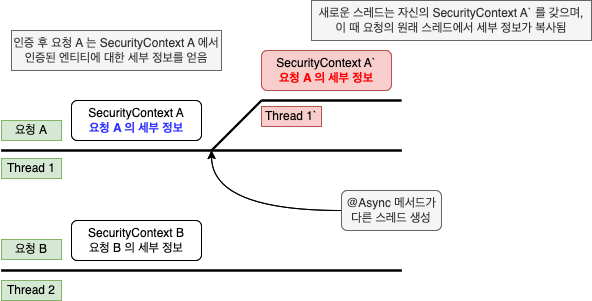 새로운 스레드는 자신의 SecurityContext A` 를 갖으며,
이 때 요청의 원래 스레드에서 세부 정보가 복사됨
인증 후 요청 A 는 SecurityContext A 에서
인증된 엔티티에 대한 세부 정보를 얻음
SecurityContext A`
요청 A 의 세부 정보
SecurityContext A
요청 A 의 세부 정보
요청 A
Thread 1`
Thread 1
@Async 메서드가
다른 스레드 생성
SecurityContext B
요청 B 의 세부 정보
요청 B
Thread 2